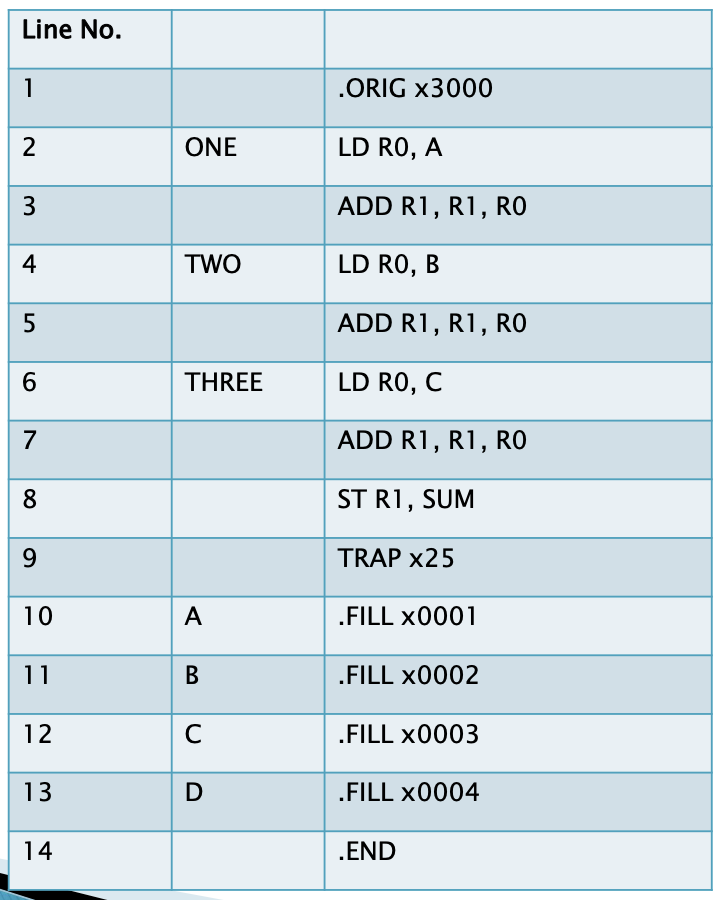 Line No.
1 .ORIG x3000
2 ONE LD R0, A
3 ADD R1, R1, R0
4 TWO LD R0, B
5 ADD R1, R1, R0
6 THREE LD R0, C
7 ADD R1, R1, R0
8 ST R1, SUM
9 TRAP x25
10 A .FILL x0001
11 B .FILL x0002
12 C .FILL x0003
13 D .FILL x0004
14 .END